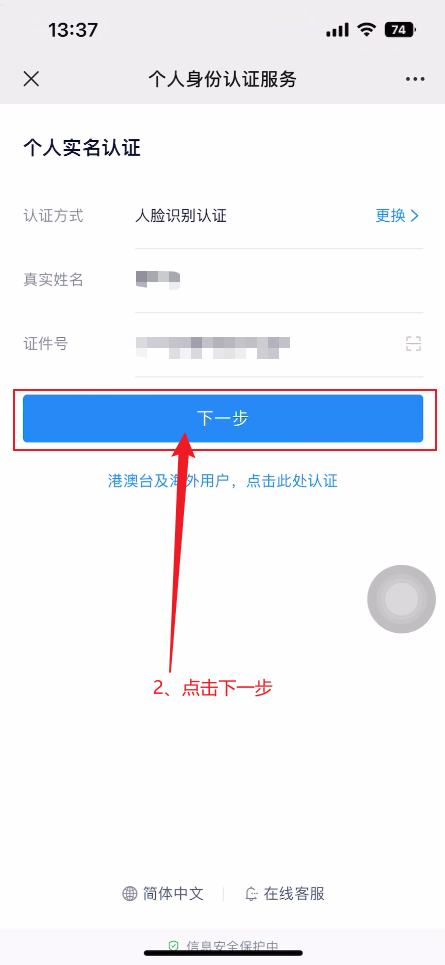 13:37
74
个人身份认证服务
个人实名认证
认证方式 人脸识别认证 更换
真实姓名
证件号
下一步
港澳台及海外用户，点击此处认证
2、点击下一步
简体中文 在线客服
信息安全保护中